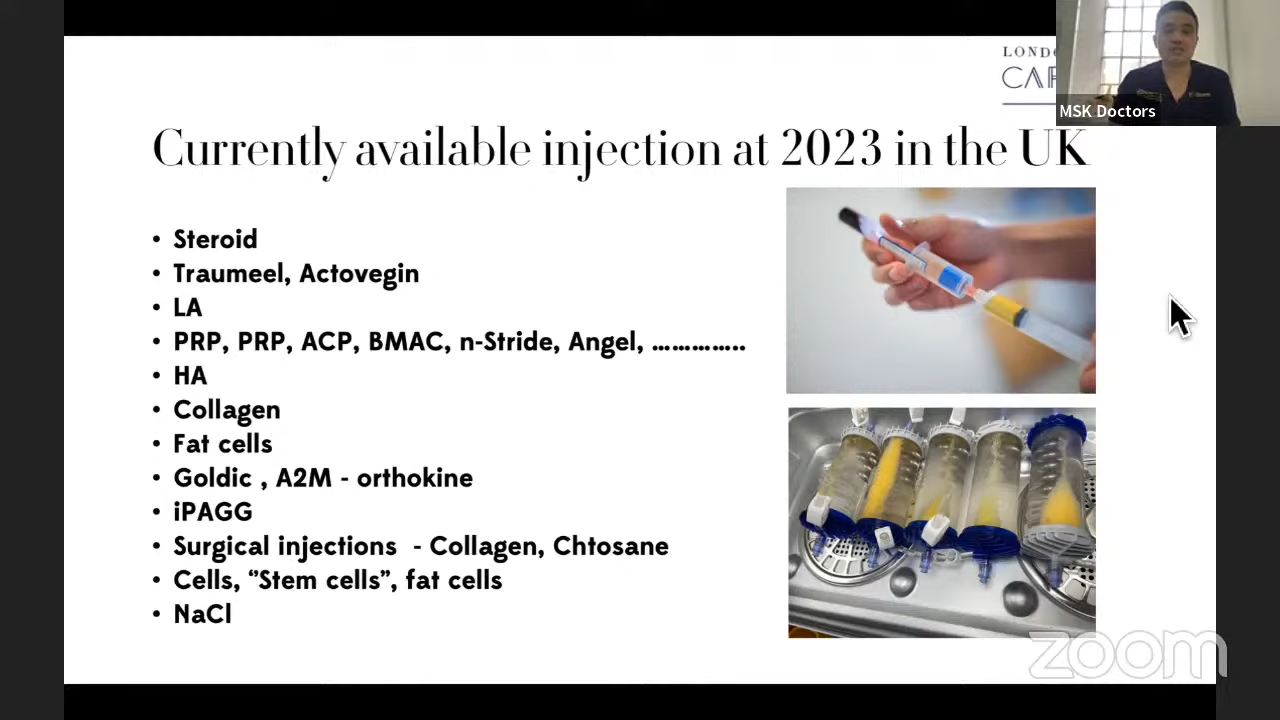 LONDO
CAR
MSK Doctors
Currently available injection at 2023 in the UK
• Steroid
• Traumeel, Actovegin
• LA
• PRP, PRP, ACP, BMAC, n-Stride, Angel, ..............
• HA
• Collagen
• Fat cells
• Goldic , A2M - orthokine
• iPAGG
• Surgical injections - Collagen, Chtosane
• Cells, “Stem cells”, fat cells
• NaCl
zoom